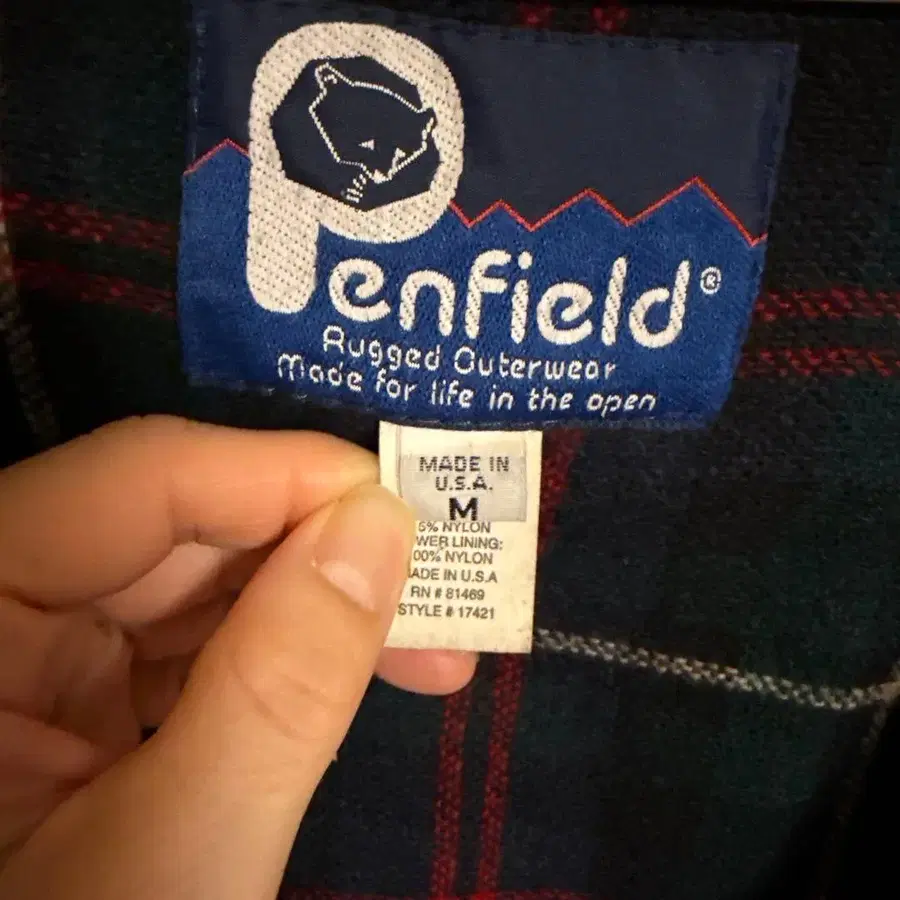 Penfield®
Rugged Outerwear
Made for life in the open
MADE IN
U.S.A.
M
5% NYLON
WER LINING:
00% NYLON
ADE IN U.S.A
RN # 81469
STYLE # 17421